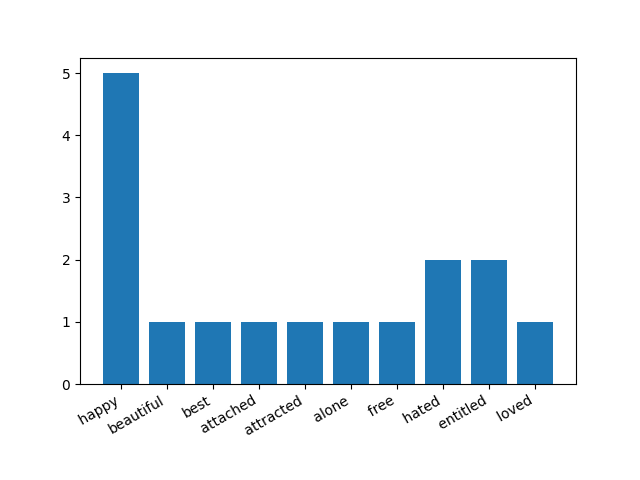 5
4
3
2
1
0
happy
beautiful
best
attached
attracted
alone
free
hated
entitled
loved